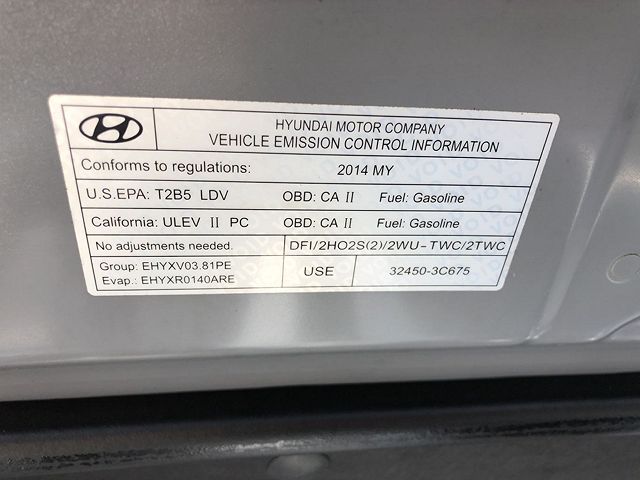 HYUNDAI MOTOR COMPANY
VEHICLE EMISSION CONTROL INFORMATION
Conforms to regulations: 2014 MY
U.S.EPA: T2B5 LDV OBD: CA II Fuel: Gasoline
California: ULEV II PC OBD: CA II Fuel: Gasoline
No adjustments needed. DFI/2HO2S(2)/2WU-TWC/2TWC
Group: EHYXV03.81PE
Evap.: EHYXR0140ARE
USE 32450-3C675